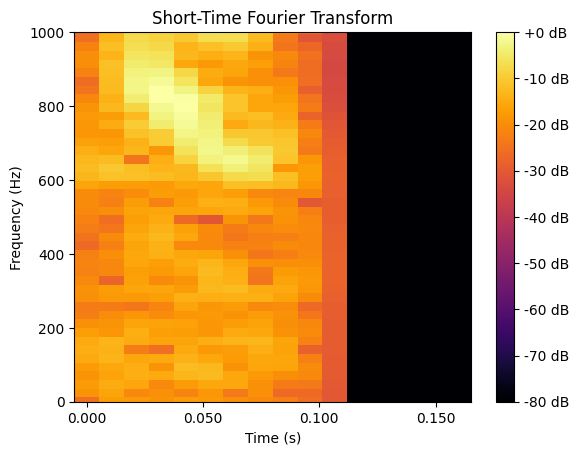 Short-Time Fourier Transform
1000
800
600
400
200
0
Frequency (Hz)
0.000
0.050
0.100
0.150
Time (s)
+0 dB
-10 dB
-20 dB
-30 dB
-40 dB
-50 dB
-60 dB
-70 dB
-80 dB